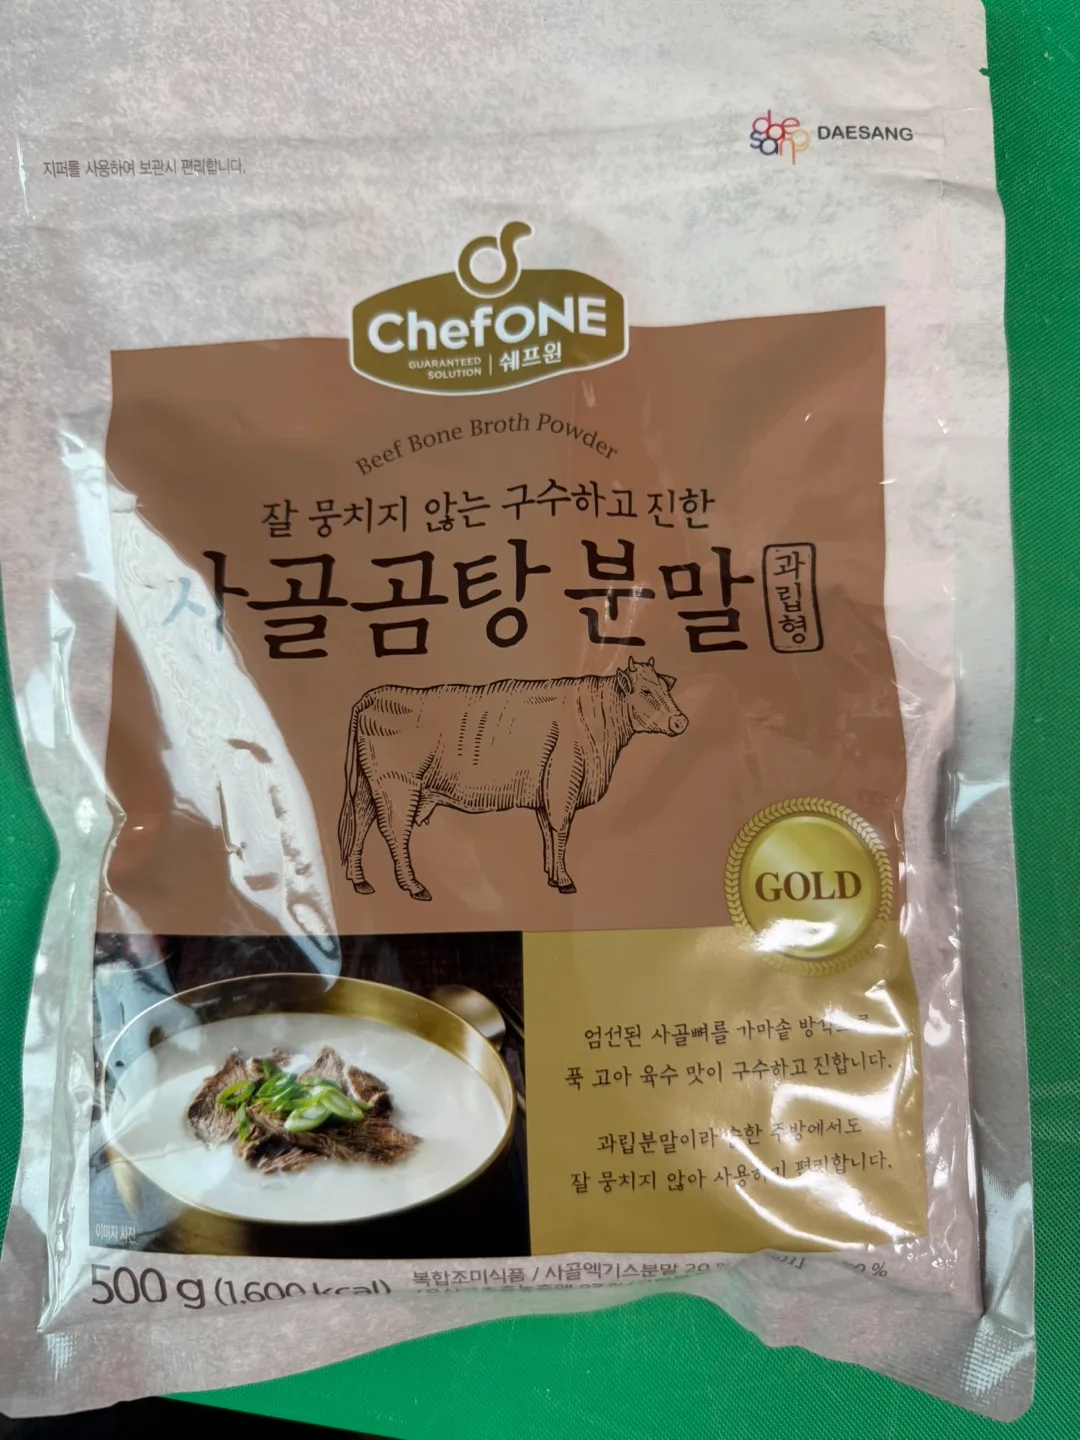 daesang DAESANG
지퍼를 사용하여 보관시 편리합니다.
ChefONE
GUARANTEED SOLUTION | 쉐프원
Beef Bone Broth Powder
잘 뭉치지 않는 구수하고 진한
사골곰탕 분말 과립형
GOLD
엄선된 사골뼈를 가마솥
푹 고아 육수 맛이 구수하고 진합니다.
과립분말이라 주방에서도
잘 뭉치지 않아 사용하기 편리합니다.
이미지 사진
500 g (1,600 kcal)
복합조미식품 / 사골엑기스분말 20 %